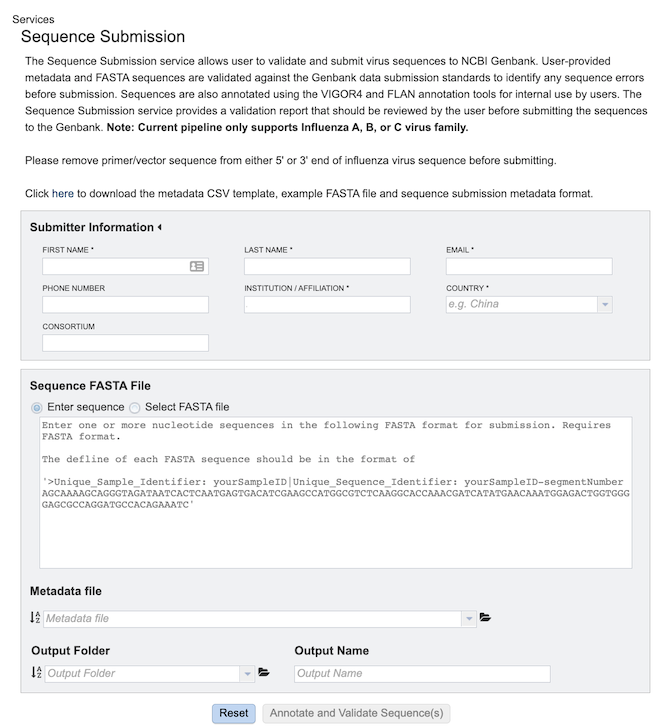 Services
Sequence Submission
The Sequence Submission service allows user to validate and submit virus sequences to NCBI Genbank. User-provided
metadata and FASTA sequences are validated against the Genbank data submission standards to identify any sequence errors
before submission. Sequences are also annotated using the VIGOR4 and FLAN annotation tools for internal use by users. The
Sequence Submission service provides a validation report that should be reviewed by the user before submitting the sequences
to the Genbank. Note: Current pipeline only supports Influenza A, B, or C virus family.
Please remove primer/vector sequence from either 5' or 3' end of influenza virus sequence before submitting.
Click here to download the metadata CSV template, example FASTA file and sequence submission metadata format.
Submitter Information
FIRST NAME * LAST NAME * EMAIL *
PHONE NUMBER INSTITUTION / AFFILIATION * COUNTRY *
e.g. China
CONSORTIUM
Sequence FASTA File
Enter sequence Select FASTA file
Enter one or more nucleotide sequences in the following FASTA format for submission. Requires
FASTA format.
The defline of each FASTA sequence should be in the format of
'>Unique_Sample_Identifier: yourSampleID|Unique_Sequence_Identifier: yourSampleID-segmentNumber
AGCAAAAGCAGGGTAGATAATCACTCAATGAGTGACATCGAAGCCATGGCGTCTCAAGGCACCAAACGATCATATGAACAAATGGAGACTGGTGGG
GAGCGCCAGGATGCCACAGAAATC'
Metadata file
Metadata file
Output Folder Output Name
Output Folder Output Name
Reset Annotate and Validate Sequence(s)